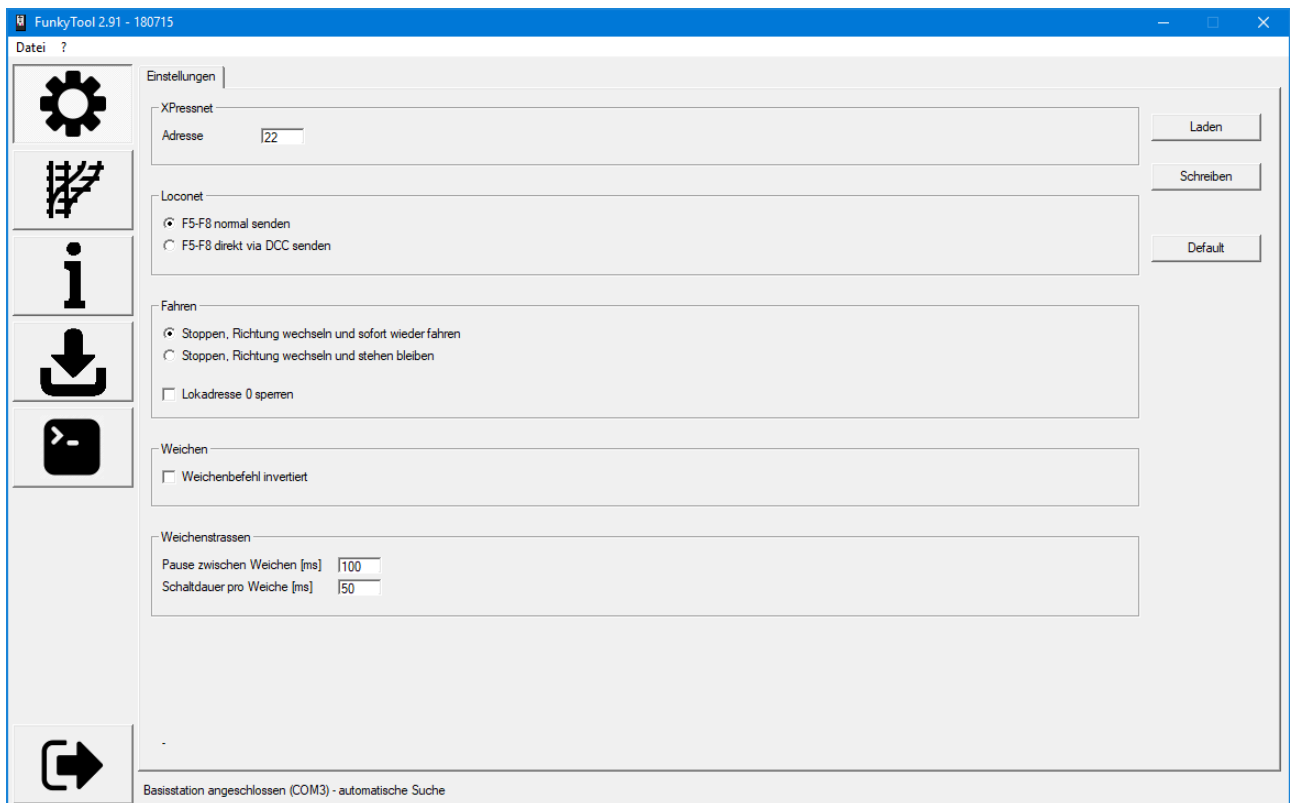 FunkyTool 2.91 - 180715
Datei ?
Einstellungen
XPressnet
Adresse 22
Laden
Schreiben
Loconet
F5-F8 normal senden
F5-F8 direkt via DCC senden
Default
Fahren
Stoppen, Richtung wechseln und sofort wieder fahren
Stoppen, Richtung wechseln und stehen bleiben
Lokadresse 0 sperren
Weichen
Weichenbefehl invertiert
Weichenstrassen
Pause zwischen Weichen [ms] 100
Schaltdauer pro Weiche [ms] 50
-
Basisstation angeschlossen (COM3) - automatische Suche